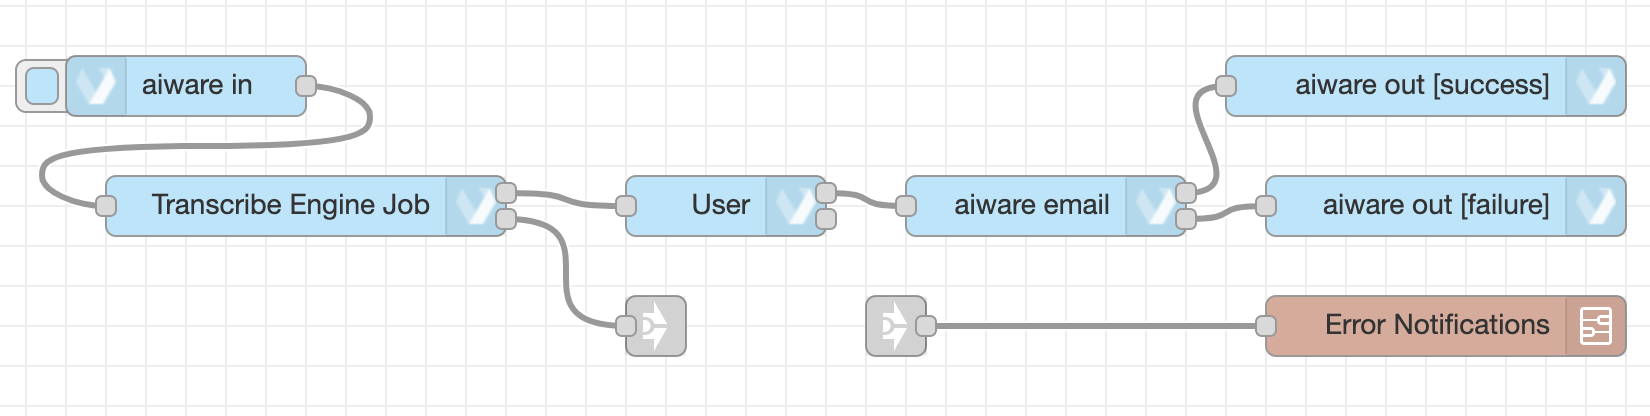 aiware in
aiware out [success]
Transcribe Engine Job
User
aiware email
aiware out [failure]
Error Notifications